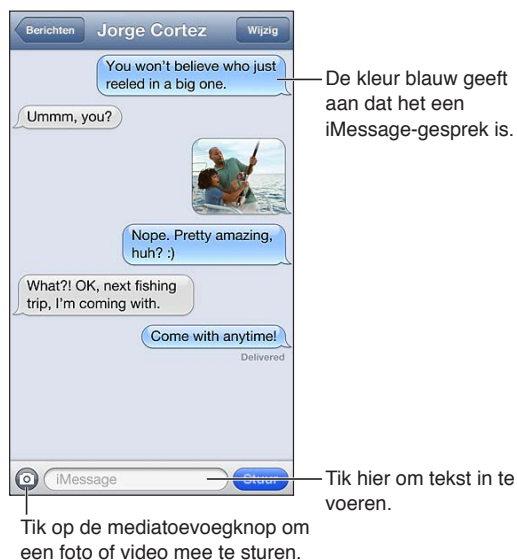 Berichten Jorge Cortez Wijzig
You won't believe who just
reeled in a big one.
De kleur blauw geeft
aan dat het een
iMessage-gesprek is.
Ummm, you?
Nope. Pretty amazing,
huh? :)
What?! OK, next fishing
trip, I'm coming with.
Come with anytime!
Delivered
iMessage Stuur
Tik hier om tekst in te
voeren.
Tik op de mediatoevoegknop om
een foto of video mee te sturen.